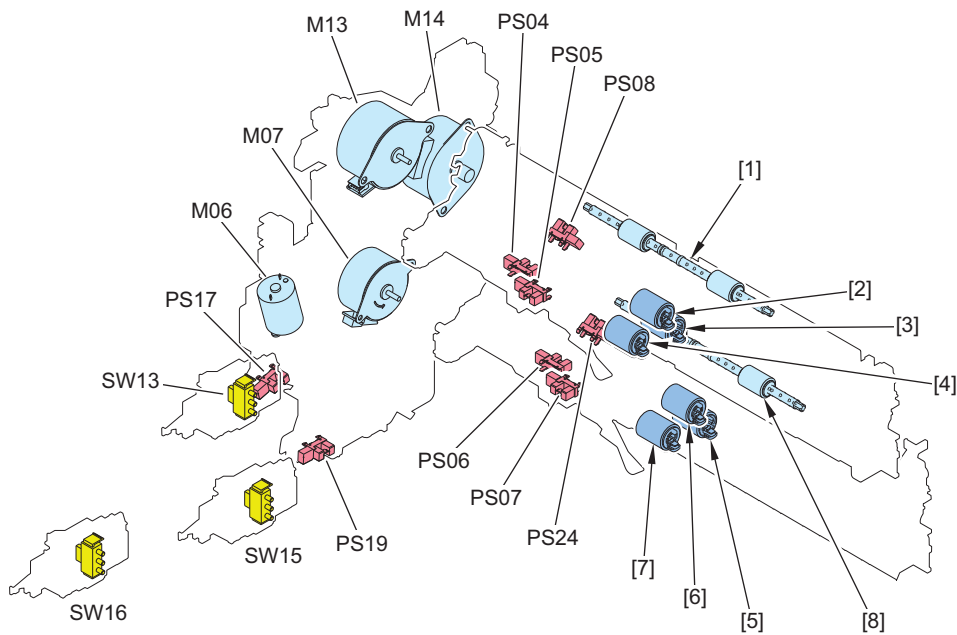 M14
PS04
M13
PS05
PS08
M07
[1]
M06
[2]
PS17
[3]
SW13
[4]
PS06
PS07
PS24
PS19
SW15
[7]
[6]
[5]
[8]
SW16